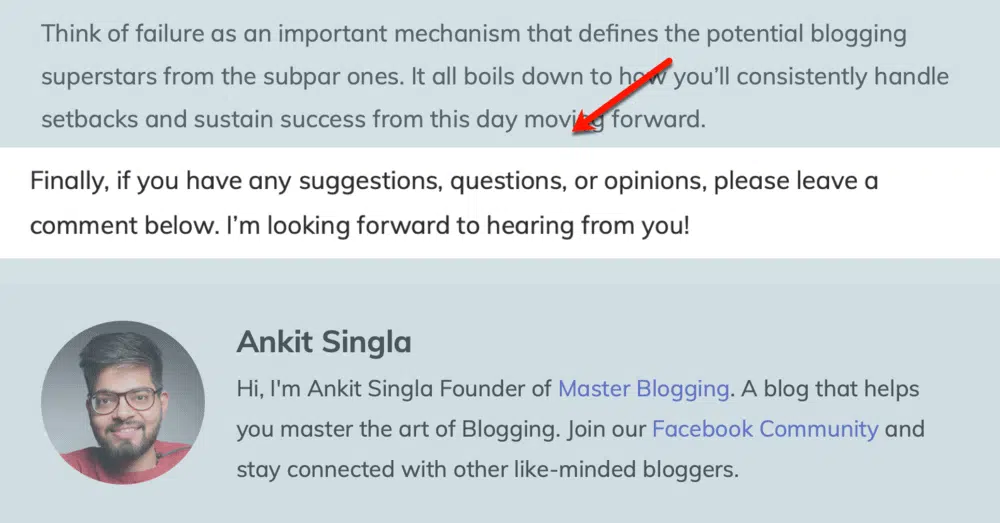 Think of failure as an important mechanism that defines the potential blogging
superstars from the subpar ones. It all boils down to how you’ll consistently handle
setbacks and sustain success from this day moving forward.
Finally, if you have any suggestions, questions, or opinions, please leave a
comment below. I’m looking forward to hearing from you!
Ankit Singla
Hi, I'm Ankit Singla Founder of Master Blogging. A blog that helps
you master the art of Blogging. Join our Facebook Community and
stay connected with other like-minded bloggers.